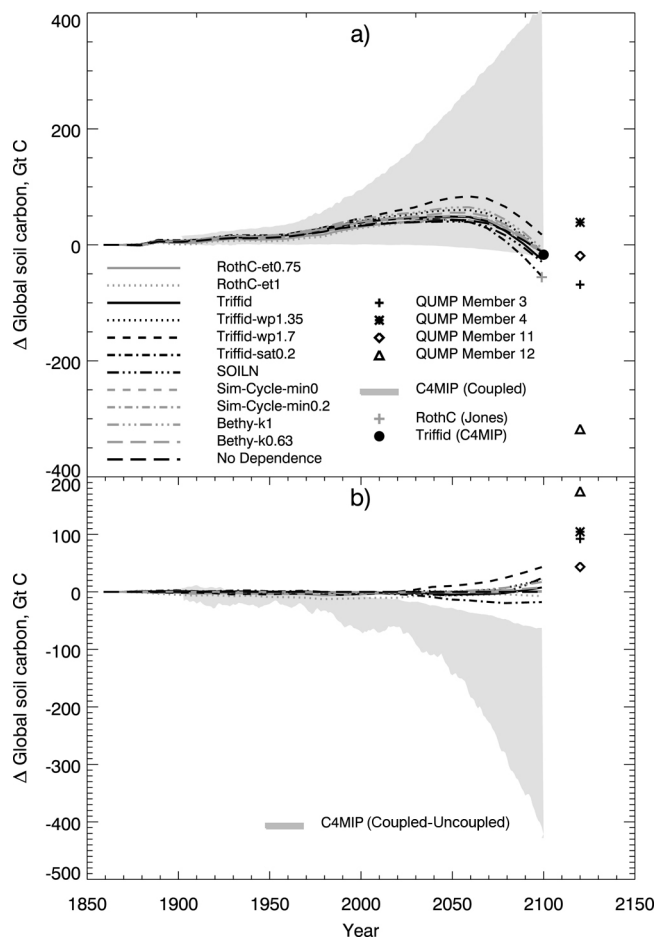 a)
400
200
0
-200
-400
Δ Global soil carbon, Gt C
RothC-et0.75
RothC-et1
Triffid
Triffid-wp1.35
Triffid-wp1.7
Triffid-sat0.2
SOILN
Sim-Cycle-min0
Sim-Cycle-min0.2
Bethy-k1
Bethy-k0.63
No Dependence
QUMP Member 3
QUMP Member 4
QUMP Member 11
QUMP Member 12
C4MIP (Coupled)
RothC (Jones)
Triffid (C4MIP)
b)
200
100
0
-100
-200
-300
-400
-500
Δ Global soil carbon, Gt C
C4MIP (Coupled-Uncoupled)
1850 1900 1950 2000 2050 2100 2150
Year